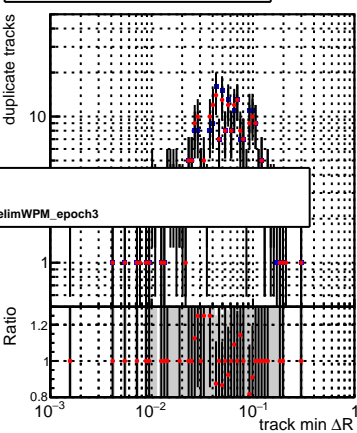 duplicate tracks
10
elimWPM_epoch3
1
Ratio
1.2
1
0.8
10−3
10−2
10−1
1
track min ΔR